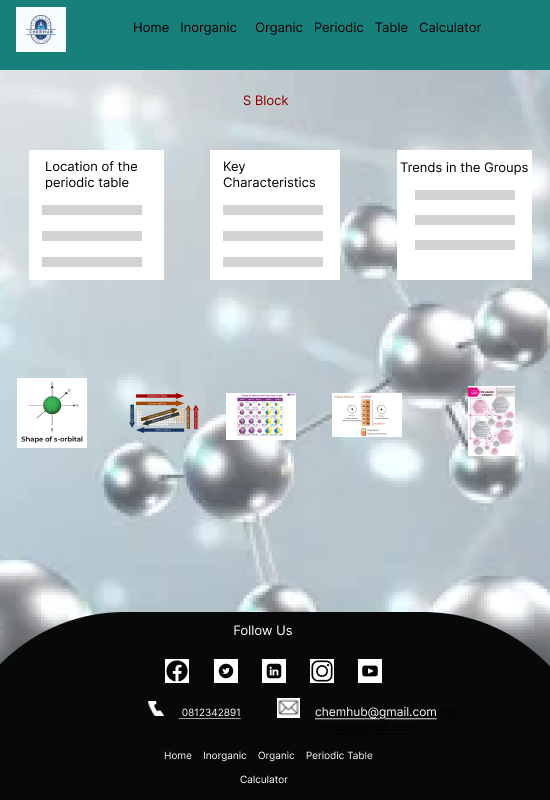 CHEMHUB
Home Inorganic Organic Periodic Table Calculator
S Block
Location of the
periodic table
Key
Characteristics
Trends in the Groups
Shape of s-orbital
Follow Us
0812342891
chemhub@gmail.com
Home Inorganic Organic Periodic Table
Calculator